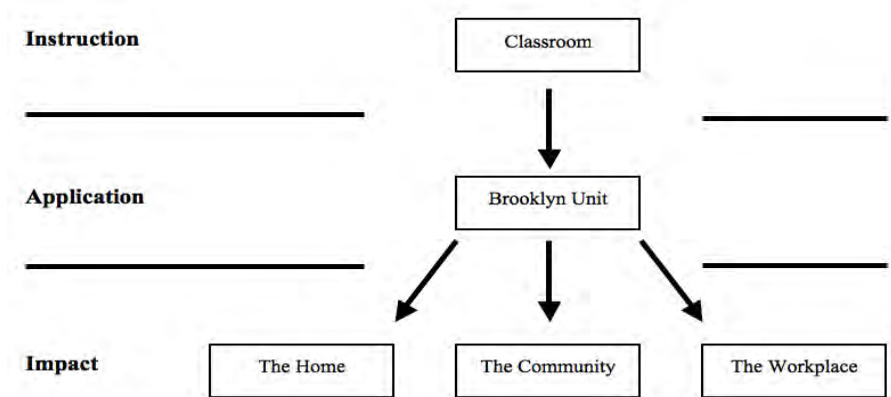 Instruction
Classroom
Application
Brooklyn Unit
Impact
The Home
The Community
The Workplace